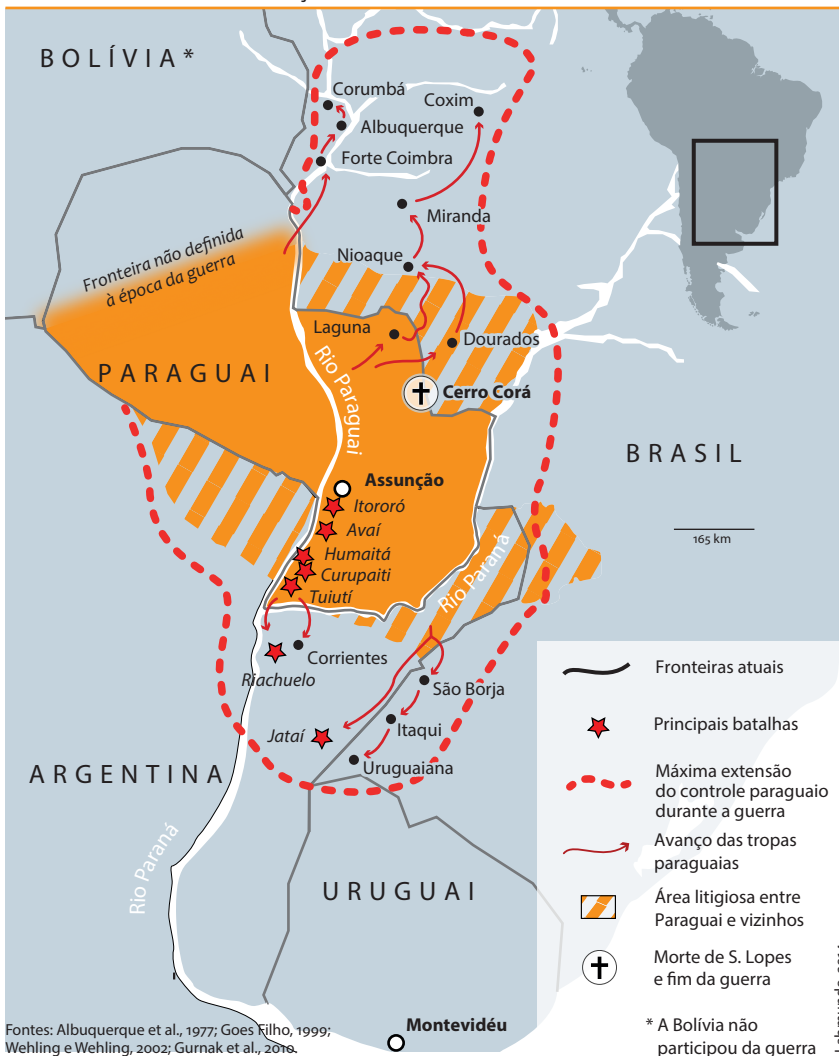 BOLÍVIA*
Corumbá
Coxim
Albuquerque
Forte Coimbra
Miranda
Fronteira não definida
à época da guerra
Nioaque
Laguna
Dourados
PARAGUAI
Rio Paraguai
Cerro Corá
BRASIL
Assunção
Itororó
Avaí
165 km
Humaitá
Curupaiti
Tuiutí
Rio Paraná
Corrientes
Riachuelo
São Borja
Jataí
Itaqui
Uruguaiana
ARGENTINA
Rio Paraná
URUGUAI
Montevidéu
Fronteiras atuais
Principais batalhas
Máxima extensão
do controle paraguaio
durante a guerra
Avanço das tropas
paraguaias
Área litigiosa entre
Paraguai e vizinhos
Morte de S. Lopes
e fim da guerra
* A Bolívia não
participou da guerra
Fontes: Albuquerque et al., 1977; Goes Filho, 1999;
Wehling e Wehling, 2002; Gurnak et al., 2010.